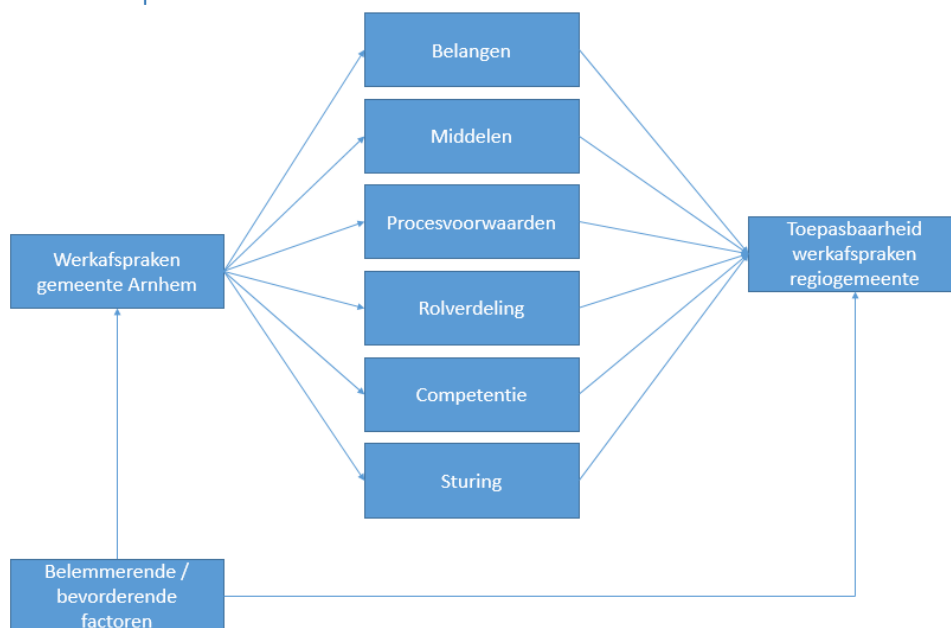 Belangen
Middelen
Procesvoorwaarden
Werkafspraken
gemeente Arnhem
Toepasbaarheid
werkafspraken
regiogemeente
Rolverdeling
Competentie
Sturing
Belemmerende /
bevorderende
factoren